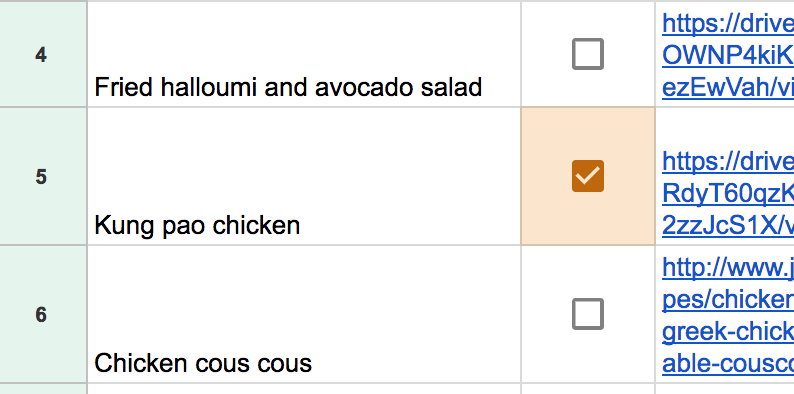 4
Fried halloumi and avocado salad
https://drive
OWNP4kiK
ezEwVah/vi
5
Kung pao chicken
https://drive
RdyT60qzK
2zzJcS1X/v
6
Chicken cous cous
http://www.j
pes/chicken
greek-chick
able-cousco